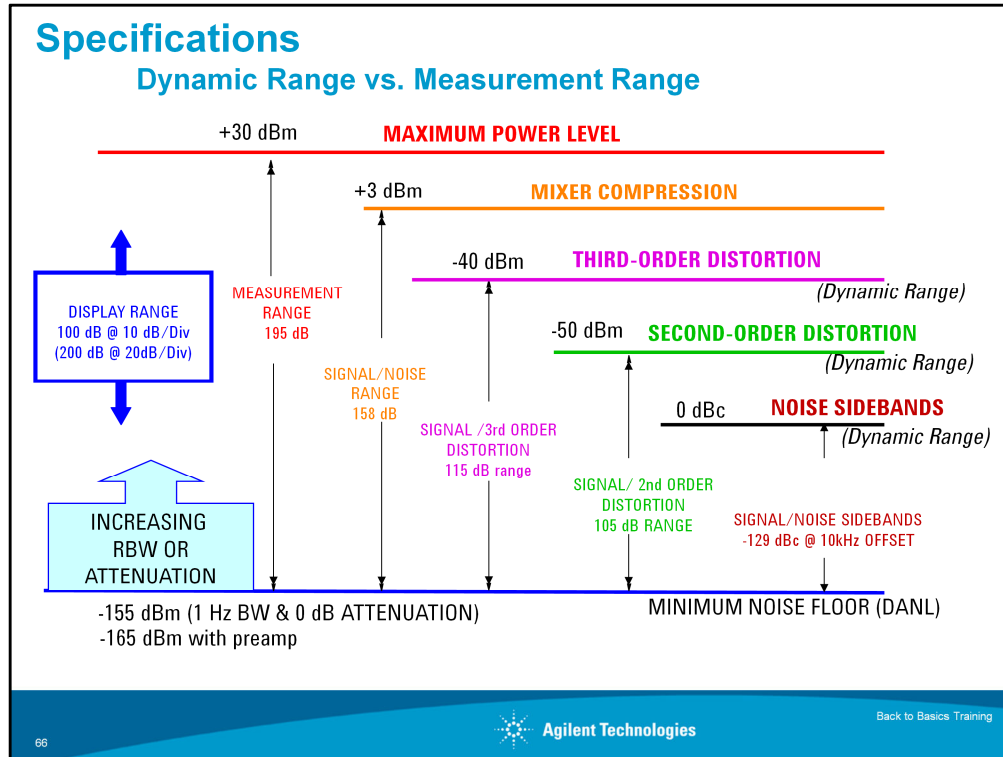 Specifications
Dynamic Range vs. Measurement Range
+30 dBm
MAXIMUM POWER LEVEL
+3 dBm
MIXER COMPRESSION
-40 dBm
THIRD-ORDER DISTORTION
(Dynamic Range)
DISPLAY RANGE
100 dB @ 10 dB/Div
(200 dB @ 20dB/Div)
MEASUREMENT
RANGE
195 dB
-50 dBm
SECOND-ORDER DISTORTION
(Dynamic Range)
SIGNAL/NOISE
RANGE
158 dB
0 dBc
NOISE SIDEBANDS
(Dynamic Range)
SIGNAL /3rd ORDER
DISTORTION
115 dB range
SIGNAL/ 2nd ORDER
DISTORTION
105 dB RANGE
SIGNAL/NOISE SIDEBANDS
-129 dBc @ 10kHz OFFSET
INCREASING
RBW OR
ATTENUATION
-155 dBm (1 Hz BW & 0 dB ATTENUATION)
-165 dBm with preamp
MINIMUM NOISE FLOOR (DANL)
66
Agilent Technologies
Back to Basics Training